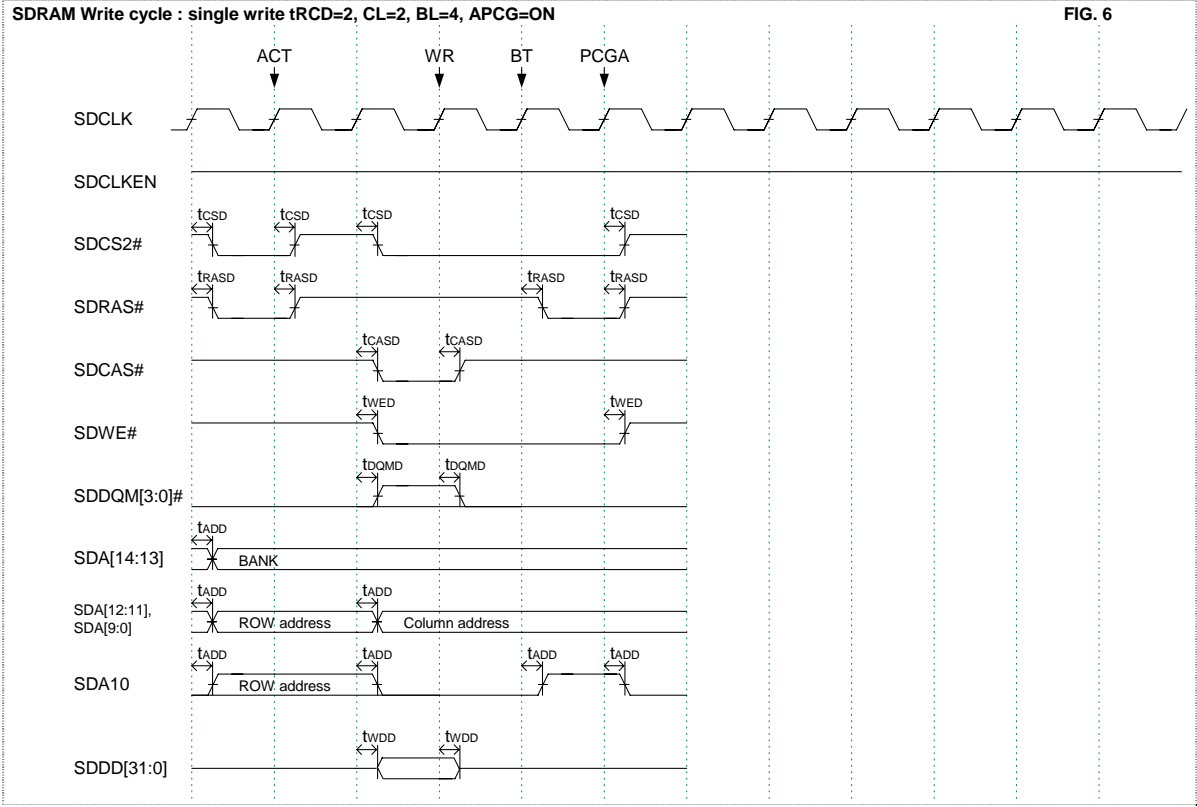 SDRAM Write cycle : single write tRCD=2, CL=2, BL=4, APCG=ON FIG. 6
ACT WR BT PCGA
SDCLK
SDCLKEN
tCSD tCSD tCSD tCSD
SDCS2#
tRASD tRASD tRASD tRASD
SDRAS#
tCASD tCASD
SDCAS#
tWED tWED
SDWE#
tDQMD tDQMD
SDDQM[3:0]#
tADD
SDA[14:13] BANK
tADD tADD
SDA[12:11],
SDA[9:0] ROW address Column address
tADD tADD tADD tADD
SDA10 ROW address
tWDD tWDD
SDDD[31:0]